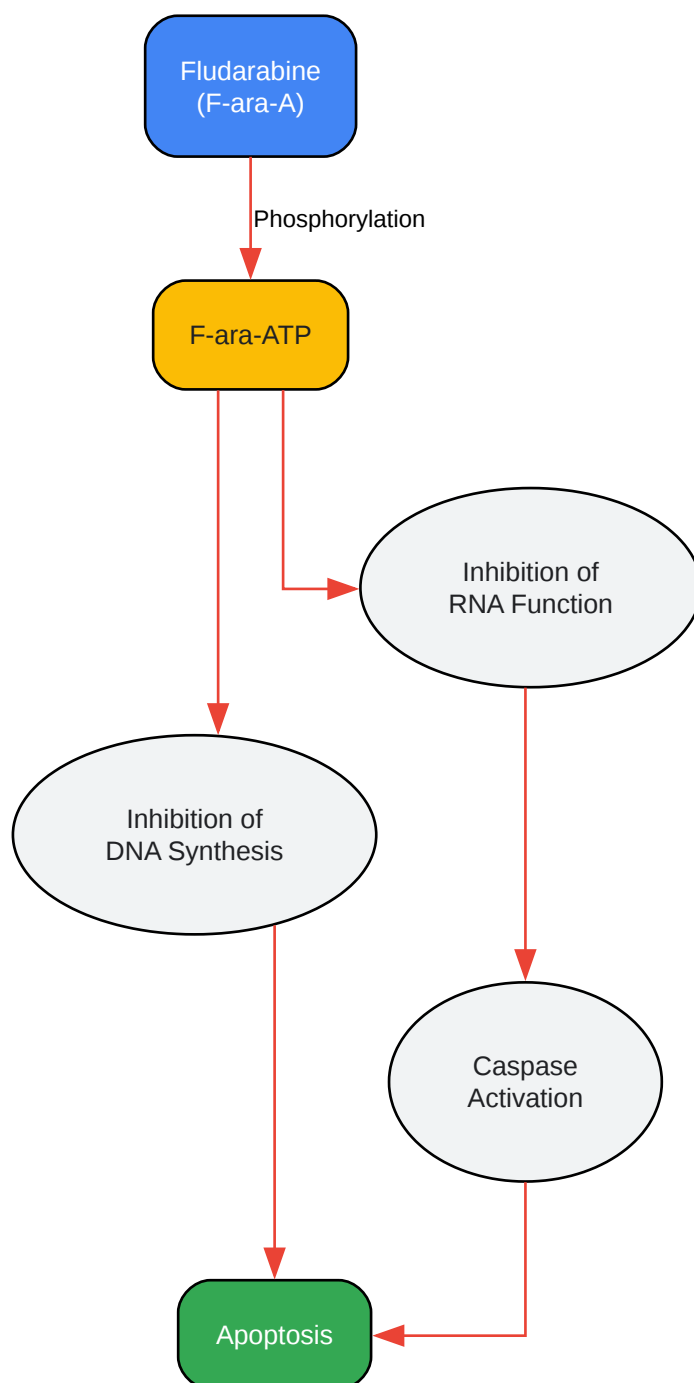 Fludarabine
(F-ara-A)
Phosphorylation
F-ara-ATP
Inhibition of
RNA Function
Inhibition of
DNA Synthesis
Caspase
Activation
Apoptosis